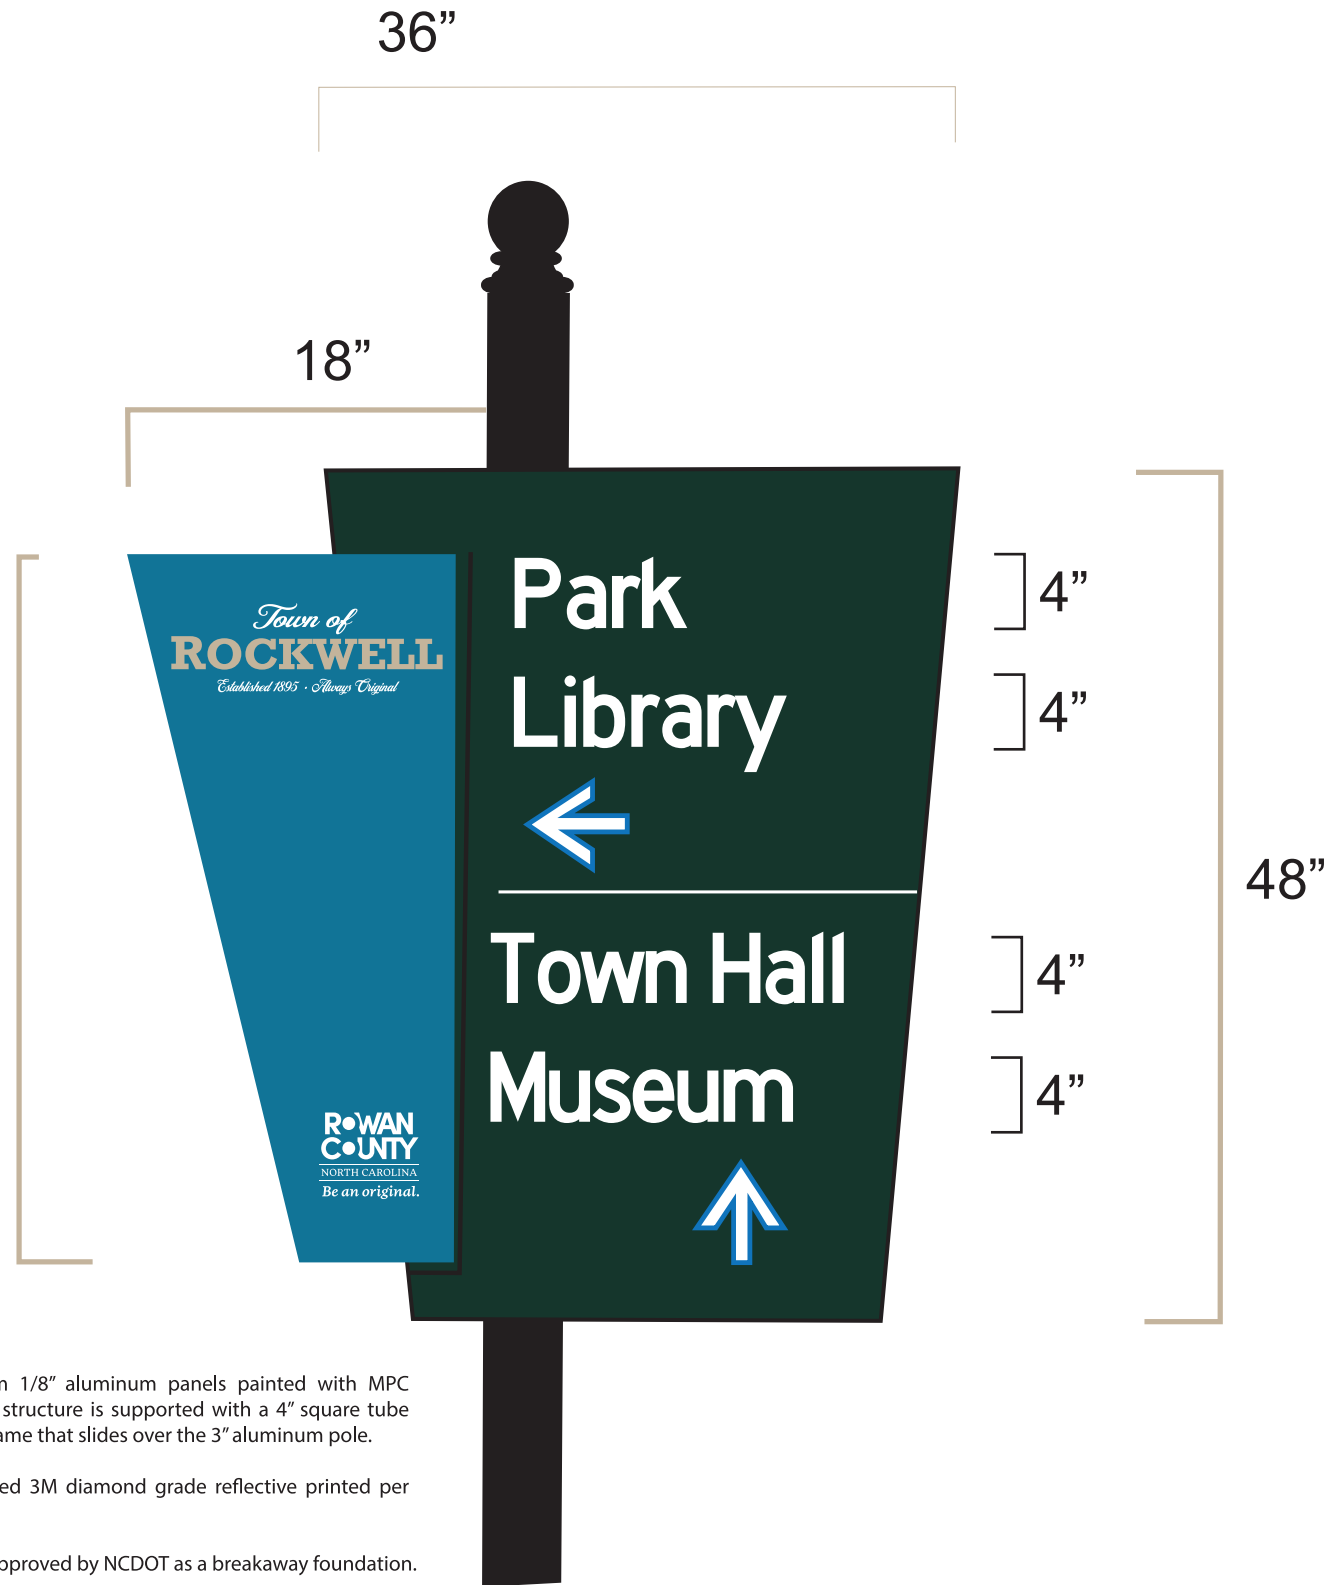 36”
18”
Park
4”
Town of
ROCKWELL
Established 1895 · Always Original
Library
4”
48”
Town Hall
4”
Museum
4”
ROWAN
COUNTY
NORTH CAROLINA
Be an original.
1/8” aluminum panels painted with MPC
structure is supported with a 4” square tube
that slides over the 3” aluminum pole.
3M diamond grade reflective printed per
by NCDOT as a breakaway foundation.